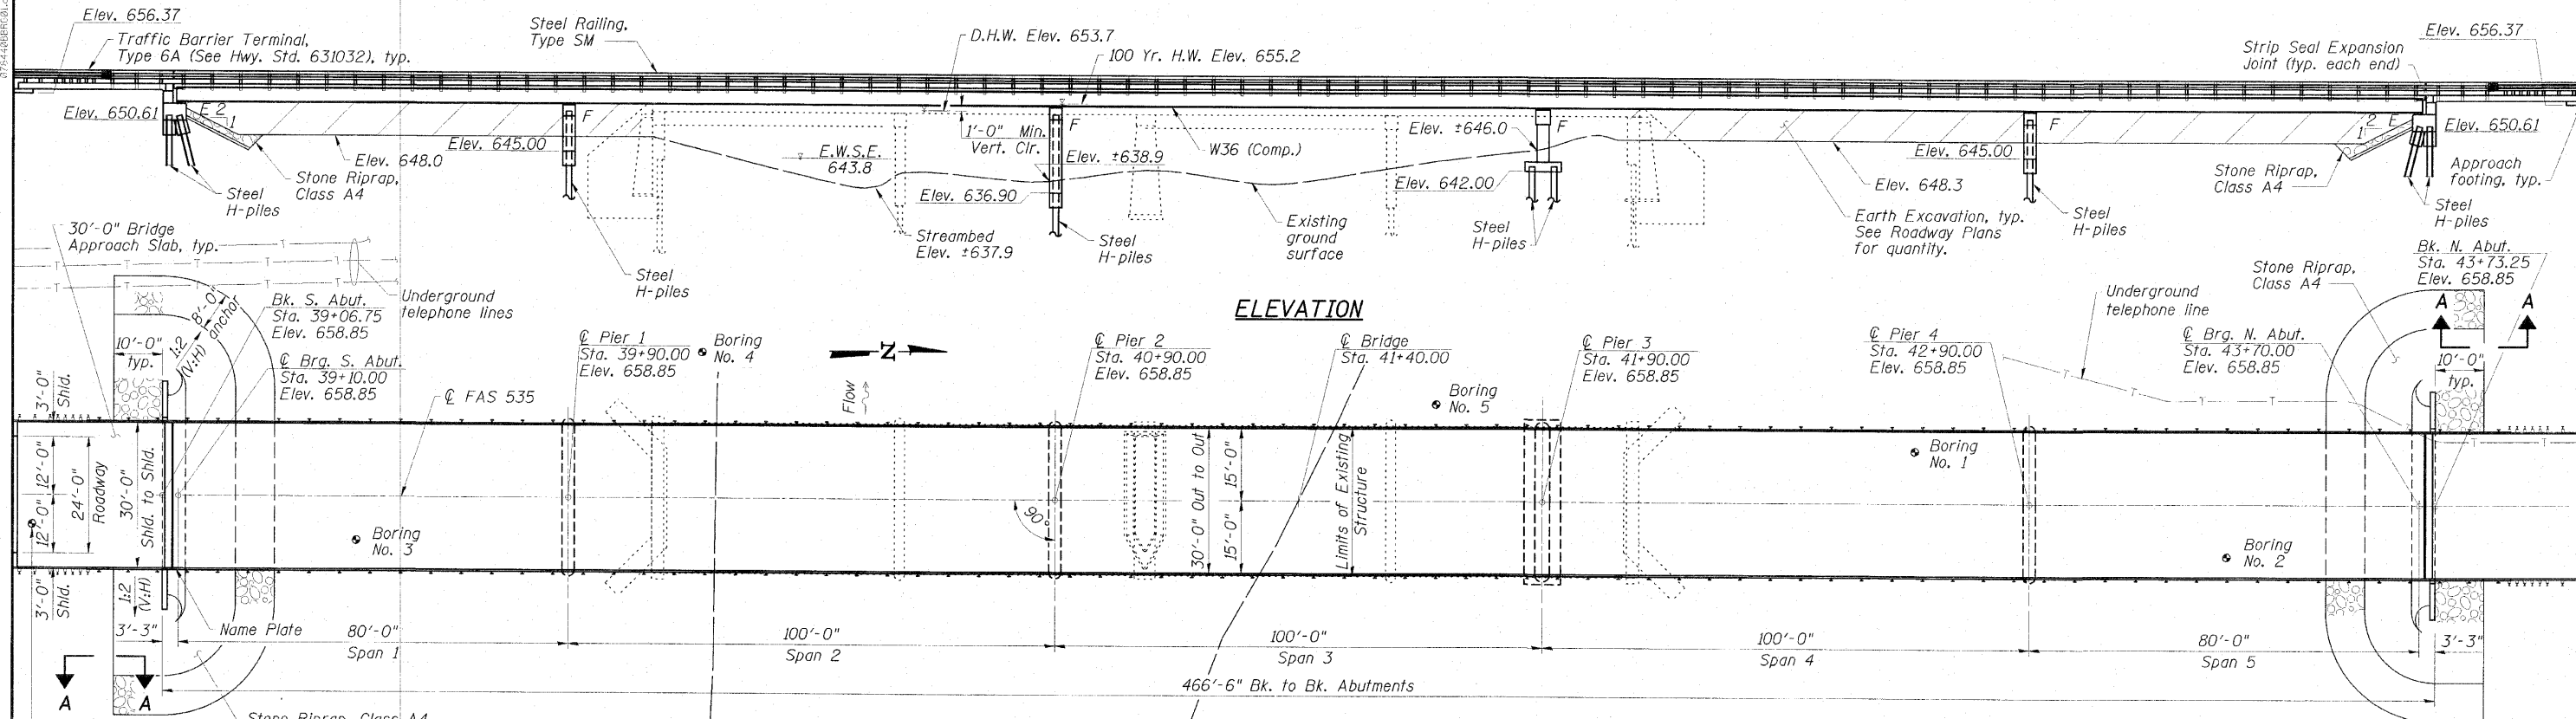 Elev. 656.37
Traffic Barrier Terminal,
Type 6A (See Hwy. Std. 631032), typ.
Steel Railing,
Type SM
D.H.W. Elev. 653.7
100 Yr. H.W. Elev. 655.2
Strip Seal Expansion
Joint (typ. each end)
Elev. 656.37
Elev. 650.61
E
2
1
Elev. 648.0
Stone Riprap,
Class A4
Steel
H-piles
Elev. 645.00
F
Steel
H-piles
E.W.S.E.
643.8
Streambed
Elev. ±637.9
1'-0" Min.
Vert. Clr.
F
Elev. ±638.9
Elev. 636.90
Steel
H-piles
W36 (Comp.)
Existing
ground
surface
Elev. ±646.0
F
Elev. 642.00
Steel
H-piles
Earth Excavation, typ.
See Roadway Plans
for quantity.
Elev. 648.3
Elev. 645.00
F
Steel
H-piles
Stone Riprap,
Class A4
2
1
E
Elev. 650.61
Approach
footing, typ.
Steel
H-piles
ELEVATION
30'-0" Bridge
Approach Slab, typ.
Underground
telephone lines
8'-0"
anchor
1:2
(V:H)
10'-0"
typ.
Bk. S. Abut.
Sta. 39+06.75
Elev. 658.85
℄ Brg. S. Abut.
Sta. 39+10.00
Elev. 658.85
℄ FAS 535
℄ Pier 1
Sta. 39+90.00
Elev. 658.85
Boring
No. 4
N
Flow
℄ Pier 2
Sta. 40+90.00
Elev. 658.85
℄ Bridge
Sta. 41+40.00
Boring
No. 5
℄ Pier 3
Sta. 41+90.00
Elev. 658.85
℄ Pier 4
Sta. 42+90.00
Elev. 658.85
Underground
telephone line
℄ Brg. N. Abut.
Sta. 43+70.00
Elev. 658.85
Stone Riprap,
Class A4
Bk. N. Abut.
Sta. 43+73.25
Elev. 658.85
A
A
10'-0"
typ.
3'-0"
Shld.
12'-0"
12'-0"
24'-0"
Roadway
30'-0"
Shld. to Shld.
3'-0"
Shld.
1:2
(V:H)
Boring
No. 3
90°
30'-0" Out to Out
15'-0"
15'-0"
Limits of Existing
Structure
Boring
No. 1
Boring
No. 2
3'-3"
Name Plate
80'-0"
Span 1
100'-0"
Span 2
100'-0"
Span 3
100'-0"
Span 4
80'-0"
Span 5
3'-3"
466'-6" Bk. to Bk. Abutments
A
A
Stone Riprap, Class A4